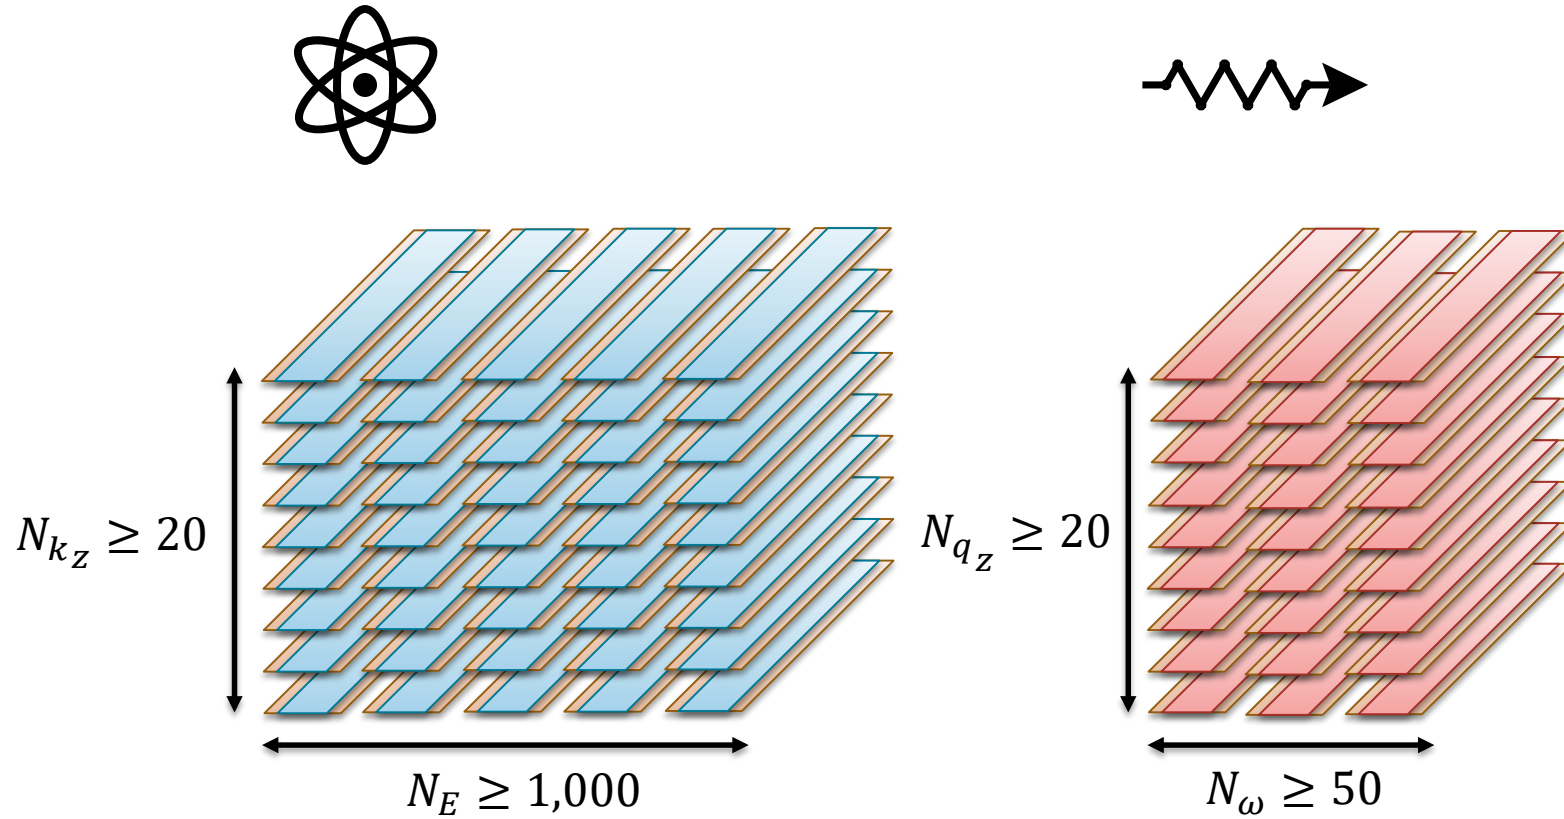 N_{k_z} ≥ 20
N_E ≥ 1,000
N_{q_z} ≥ 20
N_ω ≥ 50